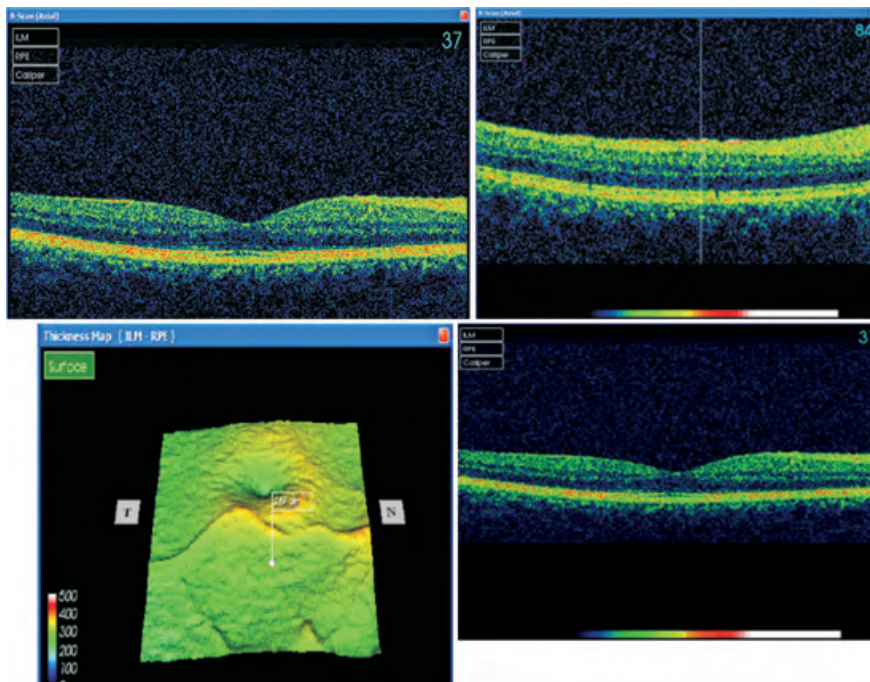 B-Scan (Axial)
ILM
RPE
Caliper
37
B-Scan (Axial)
ILM
RPE
Caliper
84
Thickness Map ( ILM - RPE )
Surface
T
N
500
400
300
200
100
ILM
RPE
Caliper
3